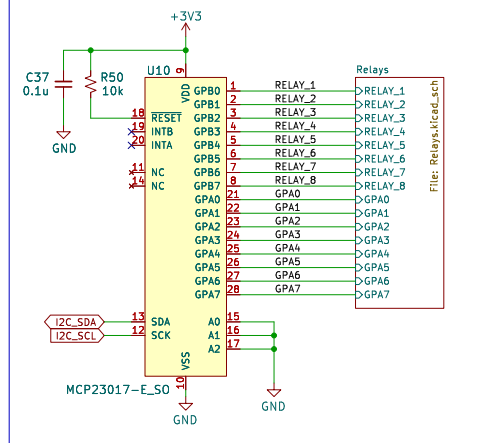 +3V3
C37
0.1u
R50
10k
GND
U10
9
VDD
18 RESET
19 INTB
20 INTA
11 NC
14 NC
13 SDA
12 SCK
I2C_SDA
I2C_SCL
GPB0 1 RELAY_1
GPB1 2 RELAY_2
GPB2 3 RELAY_3
GPB3 4 RELAY_4
GPB4 5 RELAY_5
GPB5 6 RELAY_6
GPB6 7 RELAY_7
GPB7 8 RELAY_8
GPA0 21 GPA0
GPA1 22 GPA1
GPA2 23 GPA2
GPA3 24 GPA3
GPA4 25 GPA4
GPA5 26 GPA5
GPA6 27 GPA6
GPA7 28 GPA7
A0 15
A1 16
A2 17
VSS
10
MCP23017-E_SO
GND
GND
Relays
RELAY_1
RELAY_2
RELAY_3
RELAY_4
RELAY_5
RELAY_6
RELAY_7
RELAY_8
GPA0
GPA1
GPA2
GPA3
GPA4
GPA5
GPA6
GPA7
File: Relays.kicad_sch